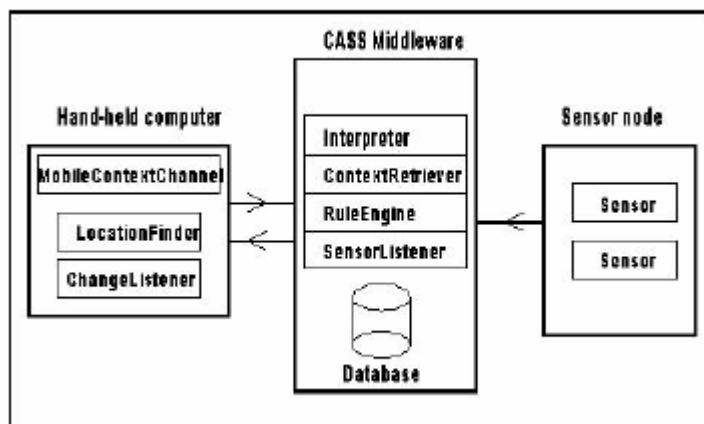 CASS Middleware
Hand-held computer
MobileContextChannel
LocationFinder
ChangeListener
Interpreter
ContextRetriever
RuleEngine
SensorListener
Database
Sensor node
Sensor
Sensor